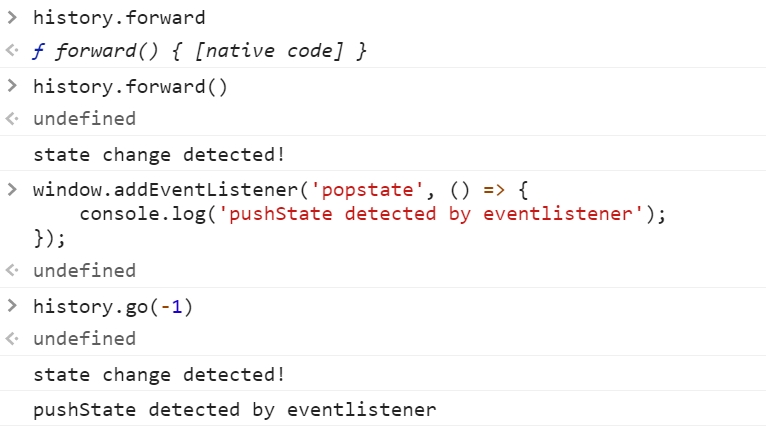 > history.forward
<· ƒ forward() { [native code] }
> history.forward()
<· undefined
state change detected!
> window.addEventListener('popstate', () => {
    console.log('pushState detected by eventlistener');
});
<· undefined
> history.go(-1)
<· undefined
state change detected!
pushState detected by eventlistener